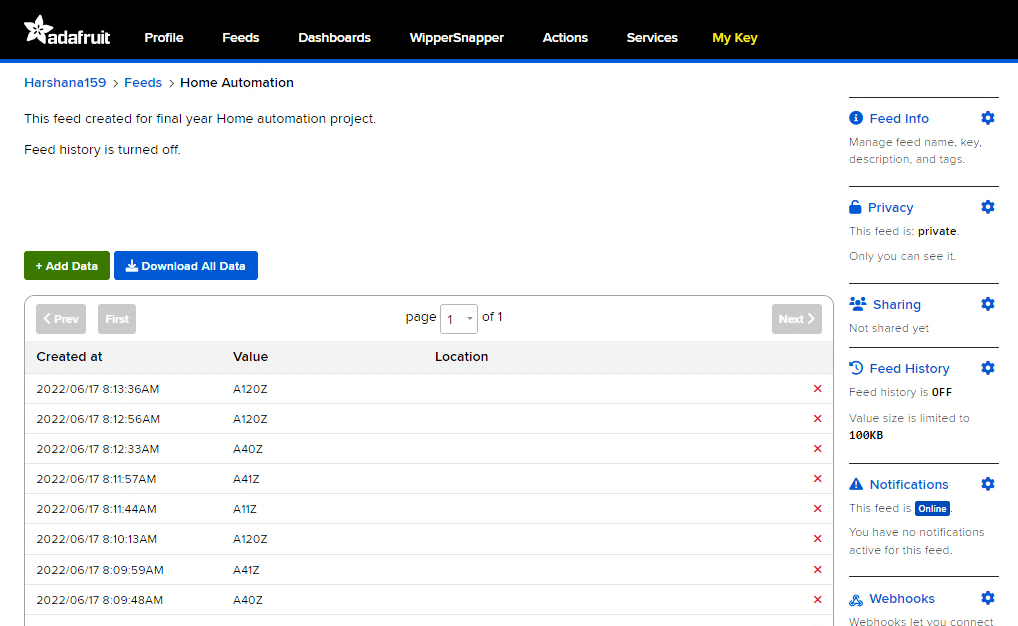 adafruit Profile Feeds Dashboards WipperSnapper Actions Services My Key
Harshana159 > Feeds > Home Automation
This feed created for final year Home automation project.
Feed history is turned off.
+ Add Data Download All Data
Prev First page 1 of 1 Next
Created at Value Location
2022/06/17 8:13:36AM A120Z ×
2022/06/17 8:12:56AM A120Z ×
2022/06/17 8:12:33AM A40Z ×
2022/06/17 8:11:57AM A41Z ×
2022/06/17 8:11:44AM A11Z ×
2022/06/17 8:10:13AM A120Z ×
2022/06/17 8:09:59AM A41Z ×
2022/06/17 8:09:48AM A40Z ×
Feed Info
Manage feed name, key,
description, and tags.
Privacy
This feed is: private.
Only you can see it.
Sharing
Not shared yet
Feed History
Feed history is OFF
Value size is limited to
100KB
Notifications
This feed is Online.
You have no notifications
active for this feed.
Webhooks
Webhooks let you connect